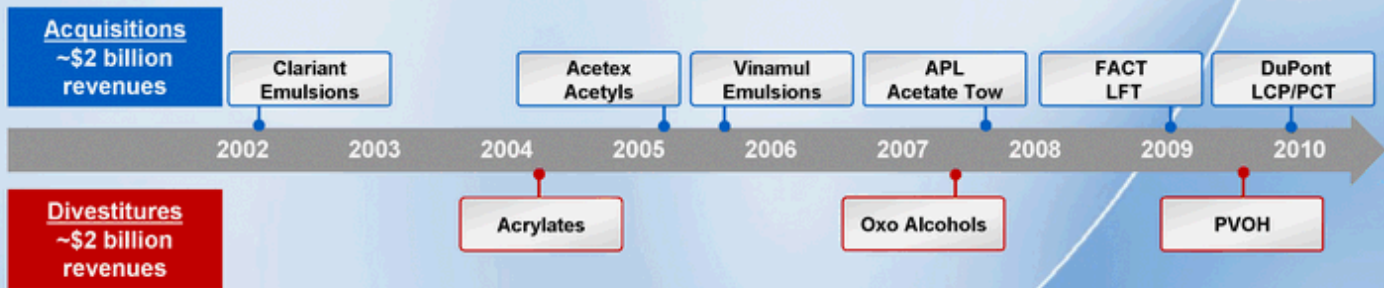 Acquisitions
~$2 billion
revenues
Clariant
Emulsions
Acetex
Acetyls
Vinamul
Emulsions
APL
Acetate Tow
FACT
LFT
DuPont
LCP/PCT
2002 2003 2004 2005 2006 2007 2008 2009 2010
Divestitures
~$2 billion
revenues
Acrylates
Oxo Alcohols
PVOH